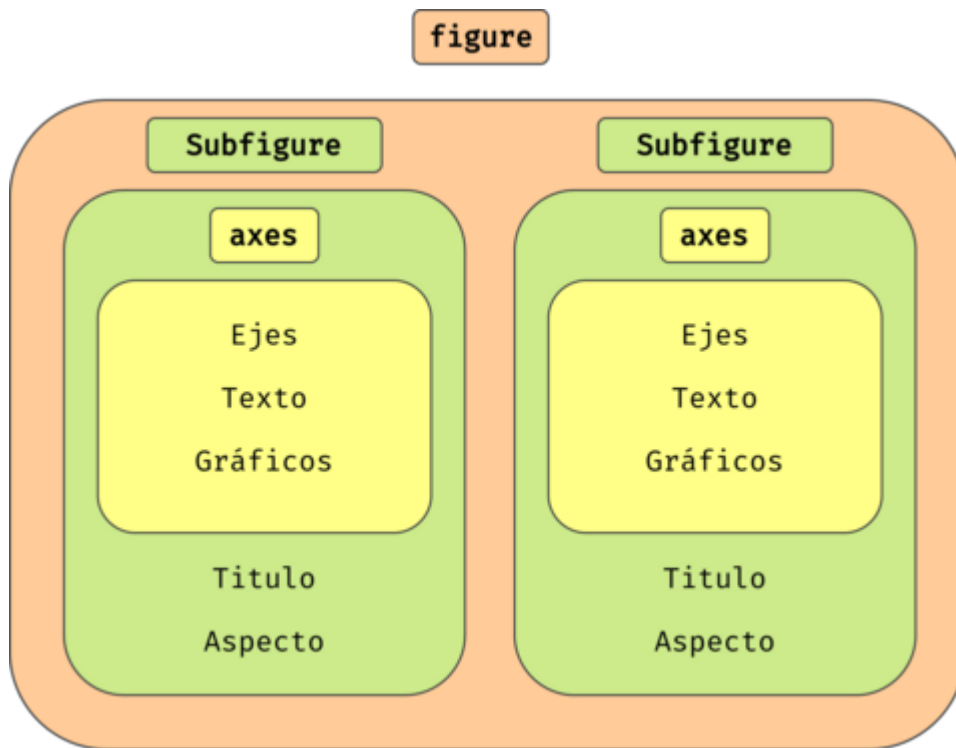 figure
Subfigure
axes
Ejes
Texto
Gráficos
Titulo
Aspecto
Subfigure
axes
Ejes
Texto
Gráficos
Titulo
Aspecto